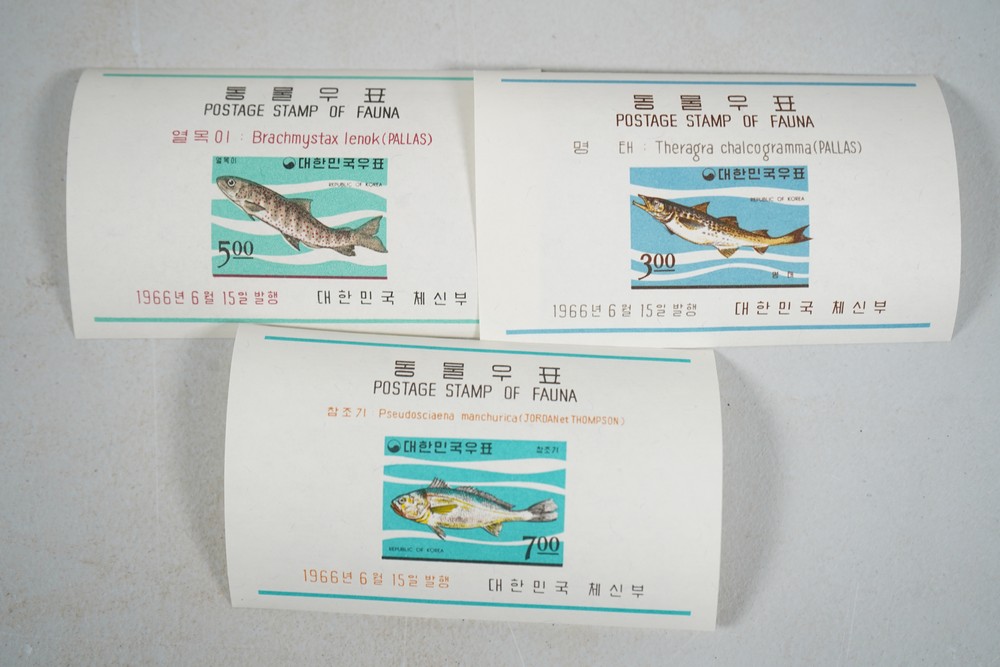 동물우표
POSTAGE STAMP OF FAUNA
열목이 : Brachmystax lenok (PALLAS)
열목이
대한민국우표
REPUBLIC OF KOREA
5 00
1966년 6월 15일 발행 대한민국 체신부
동물우표
POSTAGE STAMP OF FAUNA
명 태 : Theragra chalcogramma (PALLAS)
대한민국우표
REPUBLIC OF KOREA
3 00
명 태
1966년 6월 15일 발행 대한민국 체신부
동물우표
POSTAGE STAMP OF FAUNA
참조기 Pseudosciaena manchurica (JORDAN et THOMPSON)
대한민국우표 참조기
REPUBLIC OF KOREA
7 00
1966년 6월 15일 발행 대한민국 체신부